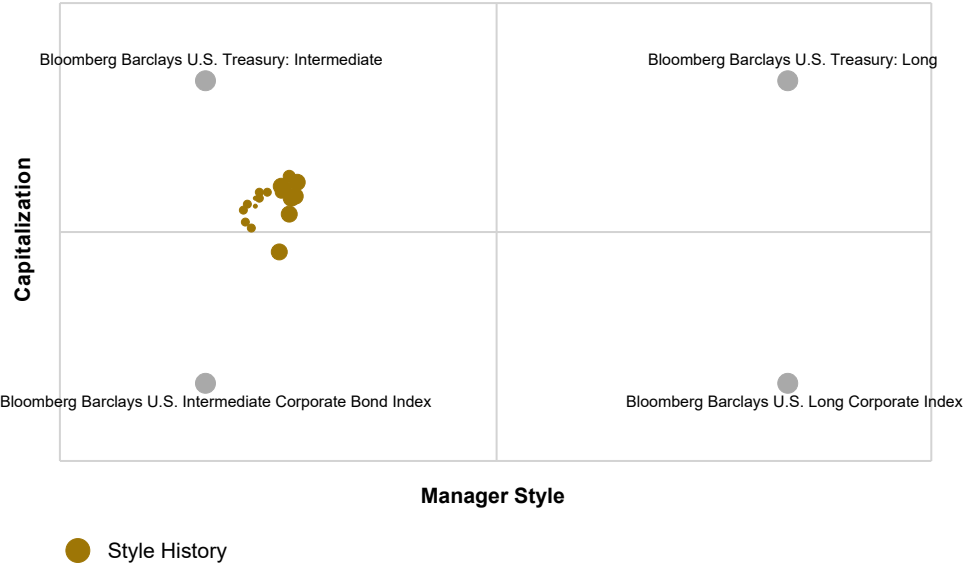 Bloomberg Barclays U.S. Treasury: Intermediate
Bloomberg Barclays U.S. Treasury: Long
Capitalization
Bloomberg Barclays U.S. Intermediate Corporate Bond Index
Bloomberg Barclays U.S. Long Corporate Index
Manager Style
Style History